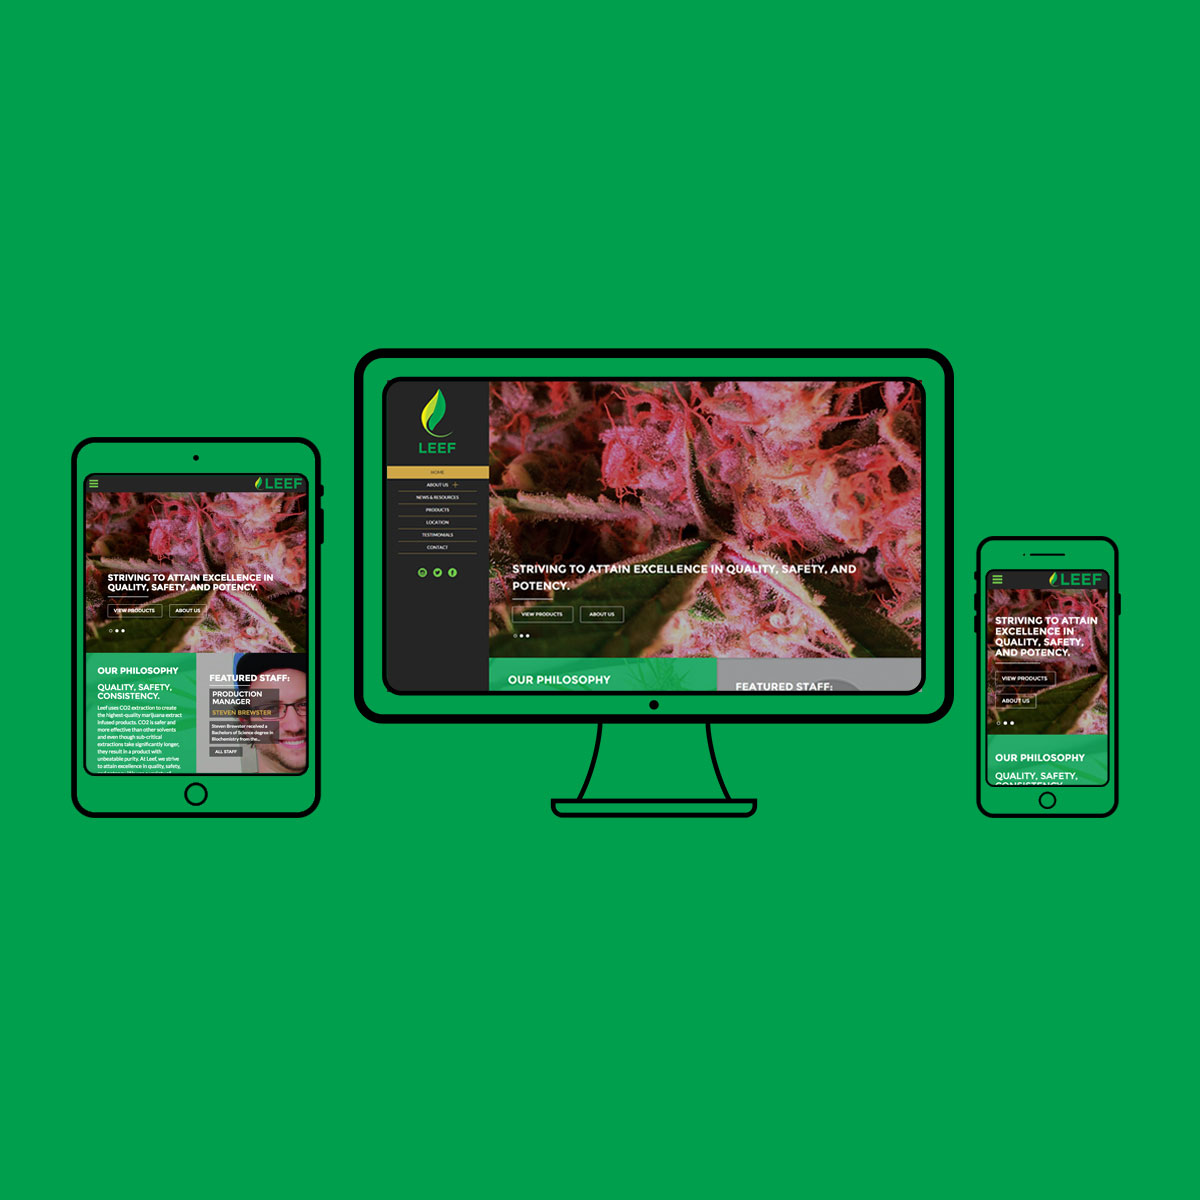 LEEF
STRIVING TO ATTAIN EXCELLENCE IN
QUALITY, SAFETY, AND POTENCY.
VIEW PRODUCTS
ABOUT US
OUR PHILOSOPHY
QUALITY, SAFETY,
CONSISTENCY.
Leef uses CO2 extraction to create
the highest-quality marijuana extract
infused products. CO2 is safer and
more effective than other solvents
and even though sub-critical
extractions take significantly longer,
they result in a product with
unbeatable purity. At Leef, we strive
to attain excellence in quality, safety,
FEATURED STAFF:
PRODUCTION
MANAGER
STEVEN BREWSTER
Steven Brewster received a
Bachelors of Science degree in
Biochemistry from the...
ALL STAFF
LEEF
HOME
ABOUT US
NEWS & RESOURCES
PRODUCTS
LOCATION
TESTIMONIALS
CONTACT
STRIVING TO ATTAIN EXCELLENCE IN QUALITY, SAFETY, AND
POTENCY.
VIEW PRODUCTS
ABOUT US
OUR PHILOSOPHY
FEATURED STAFF:
LEEF
STRIVING TO ATTAIN
EXCELLENCE IN
QUALITY, SAFETY,
AND POTENCY.
VIEW PRODUCTS
ABOUT US
OUR PHILOSOPHY
QUALITY, SAFETY,
CONSISTENCY